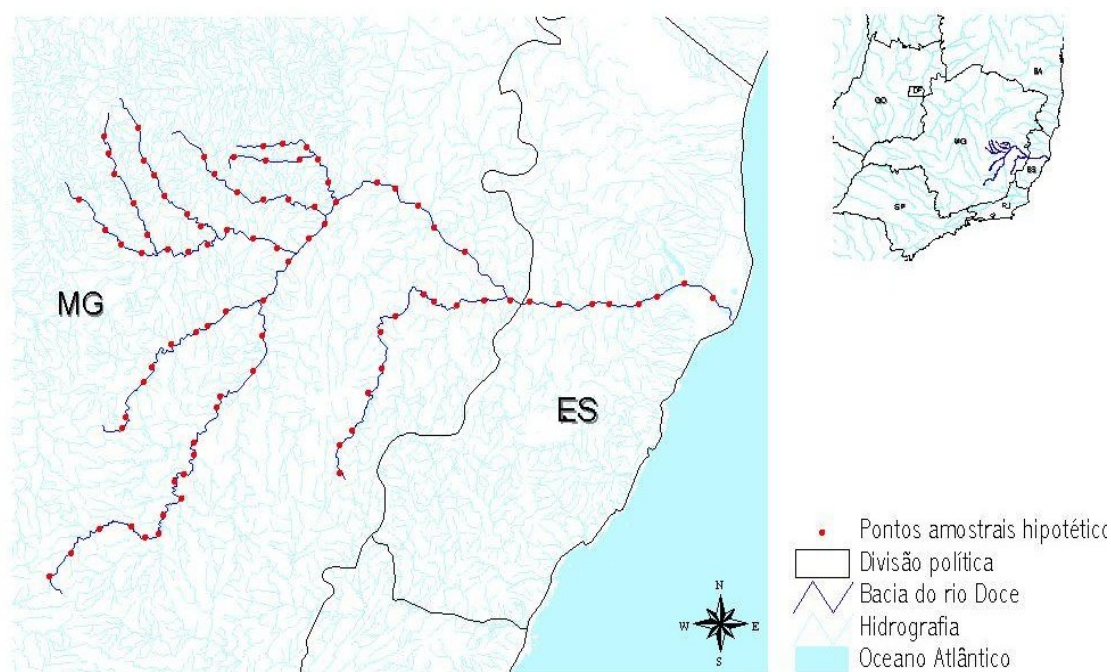 MG
ES
N
W E
S
BA
DF
GO
MG
ES
SP
RJ
Pontos amostrais hipotético
Divisão política
Bacia do rio Doce
Hidrografia
Oceano Atlântico